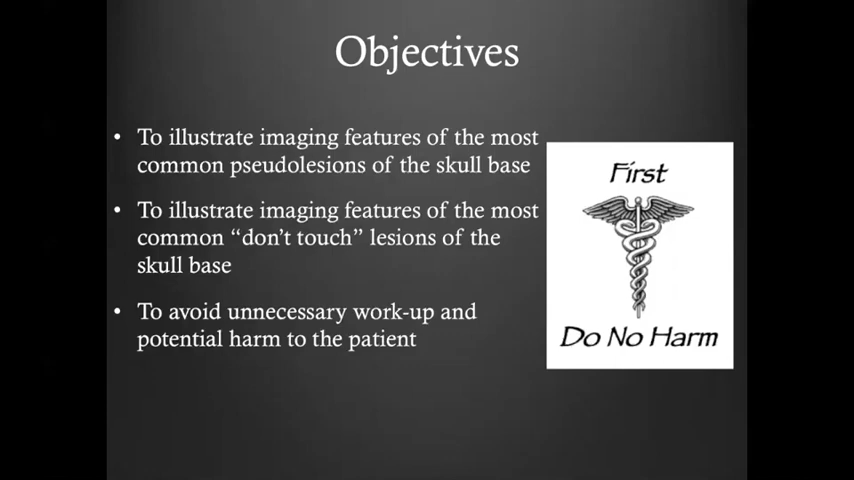 Objectives
• To illustrate imaging features of the most
common pseudolesions of the skull base
• To illustrate imaging features of the most
common “don’t touch” lesions of the
skull base
• To avoid unnecessary work-up and
potential harm to the patient
First
Do No Harm